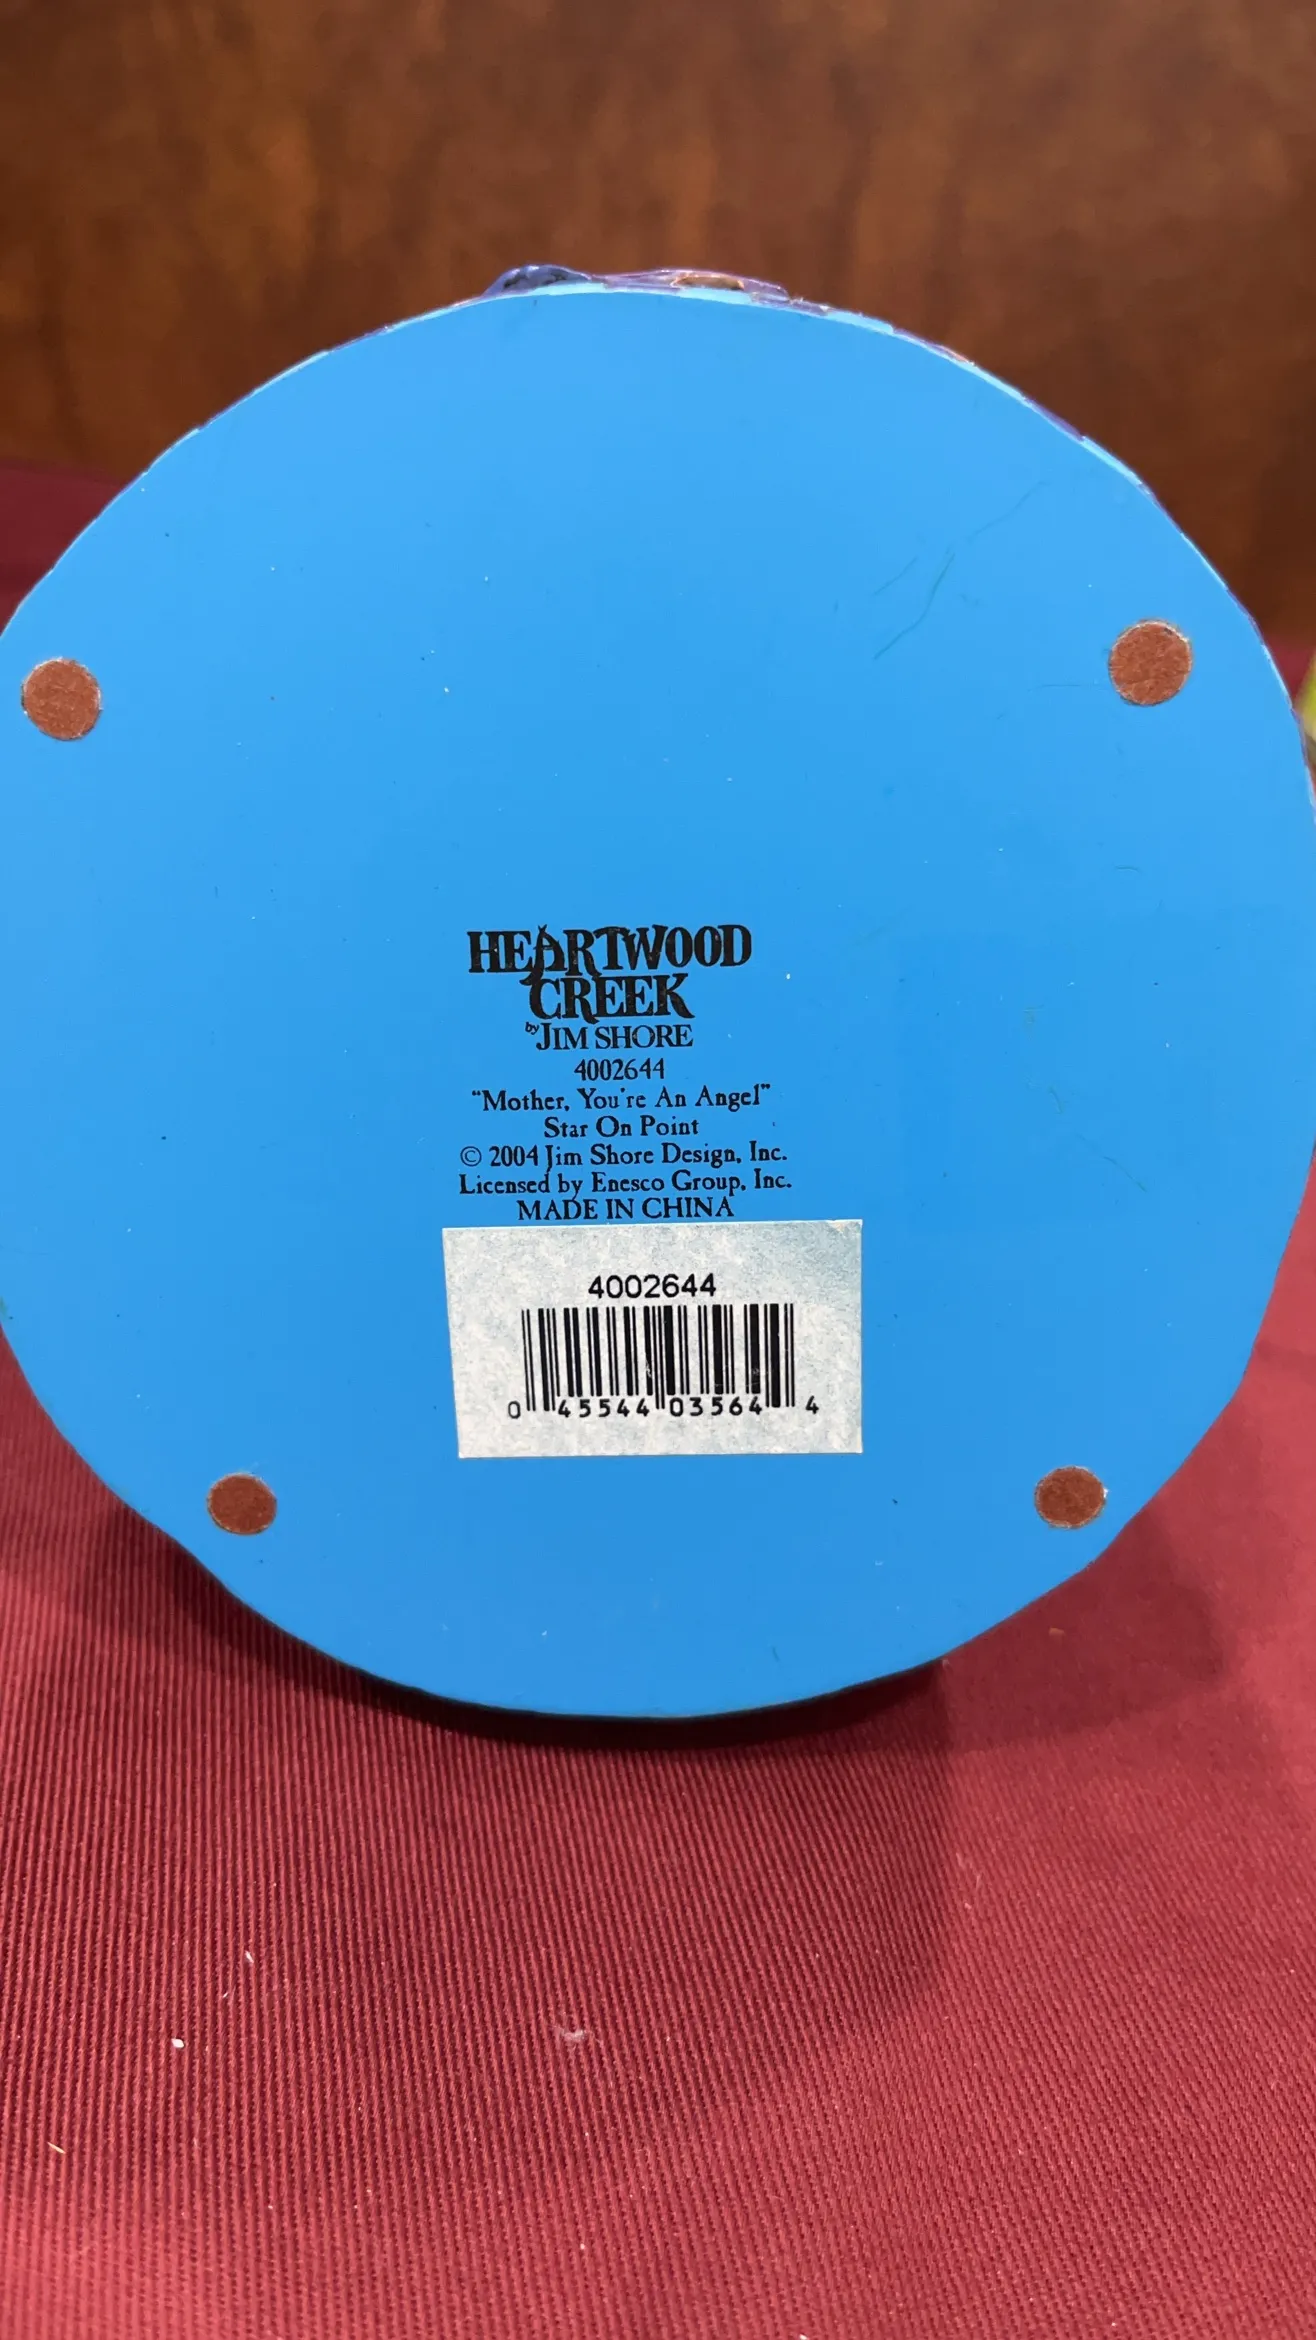 HEARTWOOD
CREEK
by JIM SHORE
4002644
"Mother, You're An Angel"
Star On Point
© 2004 Jim Shore Design, Inc.
Licensed by Enesco Group, Inc.
MADE IN CHINA
4002644
0 45544 03564 4